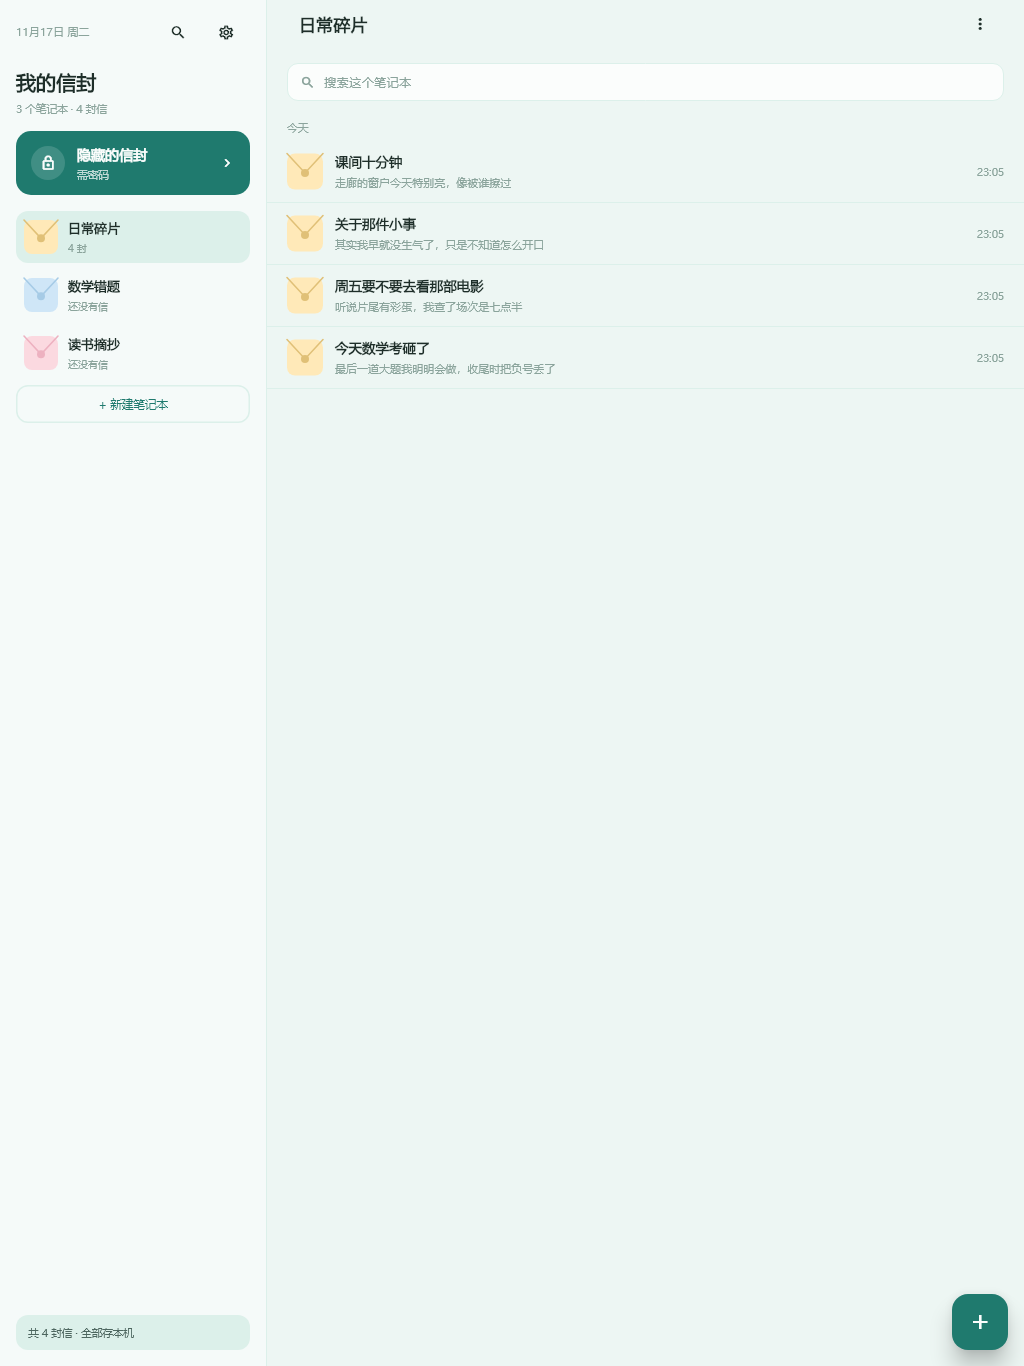 11月17日 周二
我的信封
3 个笔记本 · 4 封信
隐藏的信封
需密码
日常碎片
4 封
数学错题
还没有信
读书摘抄
还没有信
+ 新建笔记本
共 4 封信 · 全部存本机
日常碎片
搜索这个笔记本
今天
课间十分钟
走廊的窗户今天特别亮，像被谁擦过
23:05
关于那件小事
其实我早就没生气了，只是不知道怎么开口
23:05
周五要不要去看那部电影
听说片尾有彩蛋，我查了场次是七点半
23:05
今天数学考砸了
最后一道大题我明明会做，收尾时把负号丢了
23:05